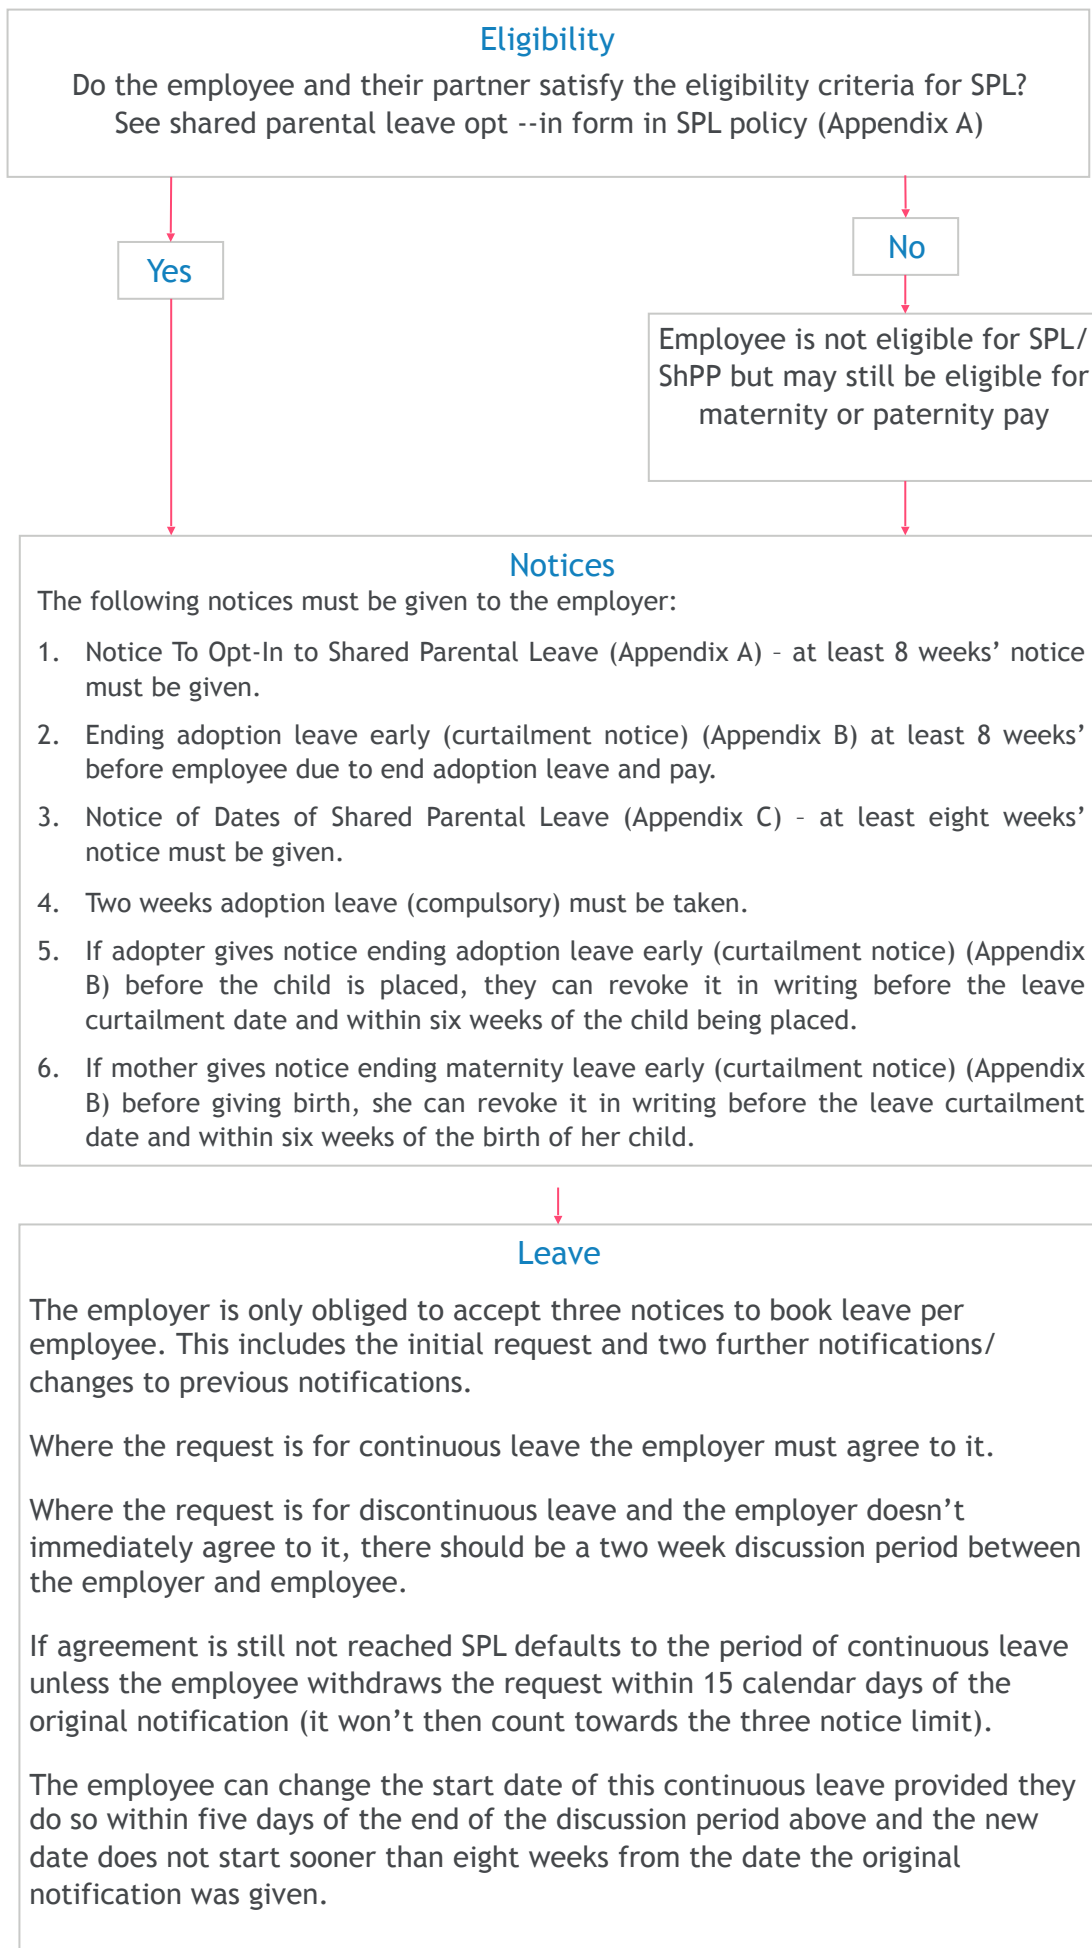 Eligibility
Do the employee and their partner satisfy the eligibility criteria for SPL?
See shared parental leave opt --in form in SPL policy (Appendix A)
Yes
No
Employee is not eligible for SPL/
ShPP but may still be eligible for
maternity or paternity pay
Notices
The following notices must be given to the employer:
1. Notice To Opt-In to Shared Parental Leave (Appendix A) – at least 8 weeks’ notice
must be given.
2. Ending adoption leave early (curtailment notice) (Appendix B) at least 8 weeks’
before employee due to end adoption leave and pay.
3. Notice of Dates of Shared Parental Leave (Appendix C) – at least eight weeks’
notice must be given.
4. Two weeks adoption leave (compulsory) must be taken.
5. If adopter gives notice ending adoption leave early (curtailment notice) (Appendix
B) before the child is placed, they can revoke it in writing before the leave
curtailment date and within six weeks of the child being placed.
6. If mother gives notice ending maternity leave early (curtailment notice) (Appendix
B) before giving birth, she can revoke it in writing before the leave curtailment
date and within six weeks of the birth of her child.
Leave
The employer is only obliged to accept three notices to book leave per
employee. This includes the initial request and two further notifications/
changes to previous notifications.
Where the request is for continuous leave the employer must agree to it.
Where the request is for discontinuous leave and the employer doesn’t
immediately agree to it, there should be a two week discussion period between
the employer and employee.
If agreement is still not reached SPL defaults to the period of continuous leave
unless the employee withdraws the request within 15 calendar days of the
original notification (it won’t then count towards the three notice limit).
The employee can change the start date of this continuous leave provided they
do so within five days of the end of the discussion period above and the new
date does not start sooner than eight weeks from the date the original
notification was given.